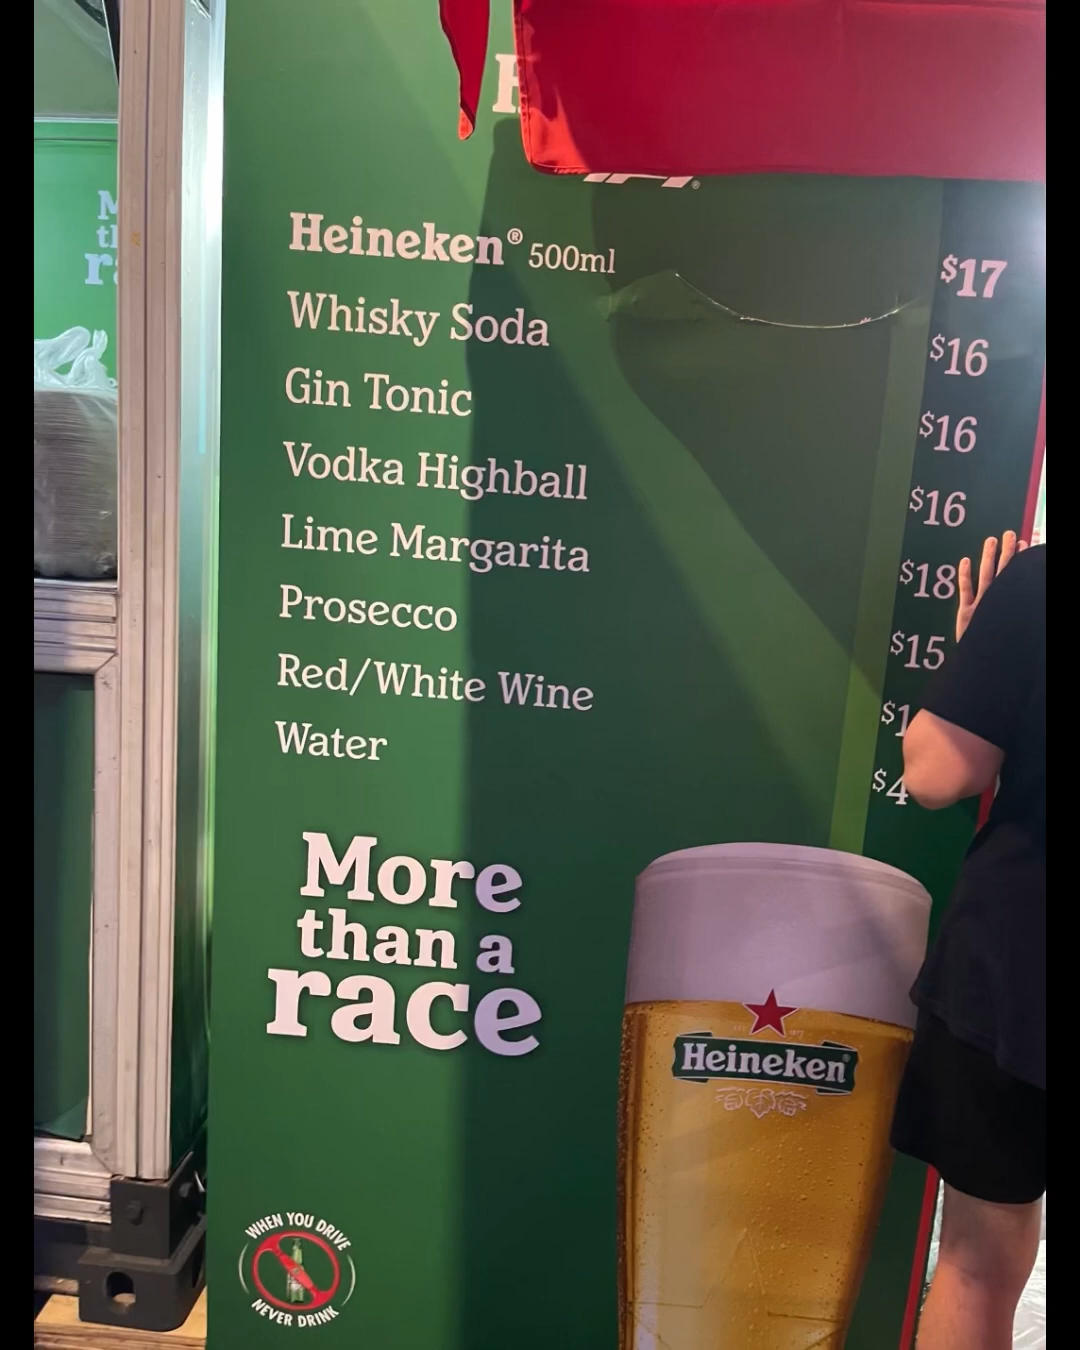 Heineken® 500ml $17
Whisky Soda $16
Gin Tonic $16
Vodka Highball $16
Lime Margarita $18
Prosecco $15
Red/White Wine
Water $4
More
than a
race
Heineken®
WHEN YOU DRIVE
NEVER DRINK